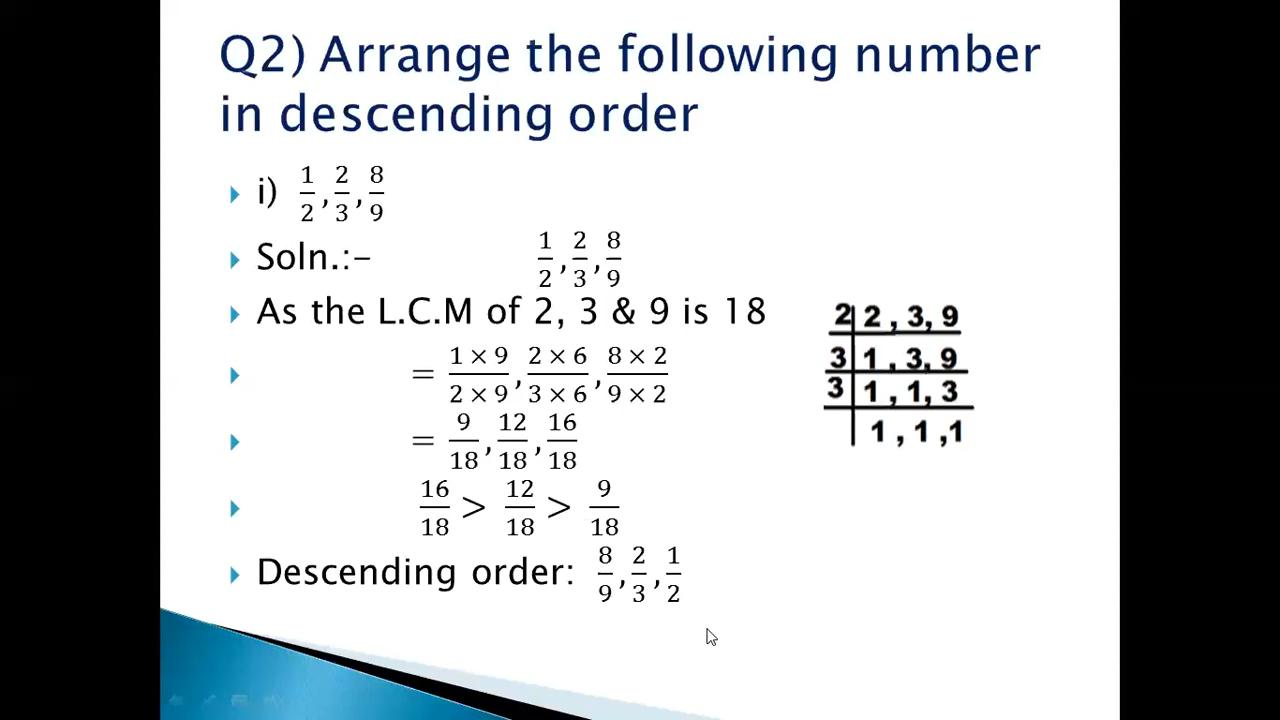 Q2) Arrange the following number
in descending order
i) 1/2, 2/3, 8/9
Soln.:- 1/2, 2/3, 8/9
As the L.C.M of 2, 3 & 9 is 18
= 1 × 9/2 × 9, 2 × 6/3 × 6, 8 × 2/9 × 2
= 9/18, 12/18, 16/18
16/18 > 12/18 > 9/18
Descending order: 8/9, 2/3, 1/2
2 2 , 3, 9
3 1 , 3, 9
3 1 , 1, 3
1 , 1 ,1